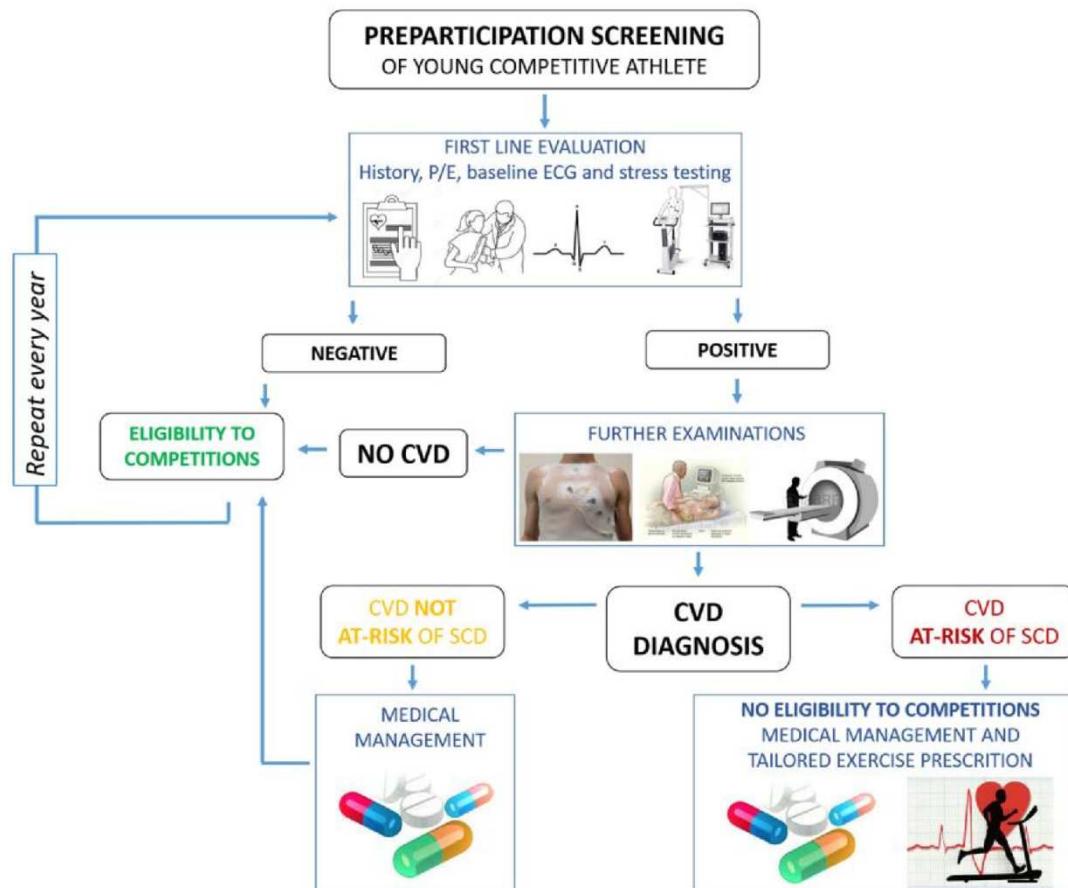 PREPARTICIPATION SCREENING
OF YOUNG COMPETITIVE ATHLETE
FIRST LINE EVALUATION
History, P/E, baseline ECG and stress testing
Repeat every year
NEGATIVE
POSITIVE
ELIGIBILITY TO
COMPETITIONS
NO CVD
FURTHER EXAMINATIONS
CVD NOT
AT-RISK OF SCD
CVD
DIAGNOSIS
CVD
AT-RISK OF SCD
MEDICAL
MANAGEMENT
NO ELIGIBILITY TO COMPETITIONS
MEDICAL MANAGEMENT AND
TAILORED EXERCISE PRESCRITION